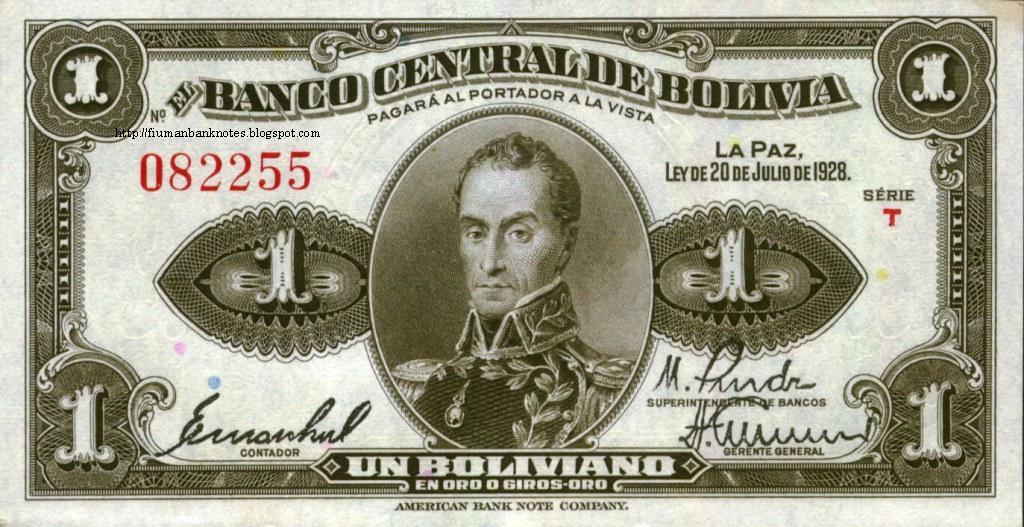 EL BANCO CENTRAL DE BOLIVIA
PAGARÁ AL PORTADOR A LA VISTA
Nº
http://fiumanbanknotes.blogspot.com
082255
LA PAZ,
LEY DE 20 DE JULIO DE 1928.
SÉRIE
T
1
1
1
1
SUPERINTENDENTE DE BANCOS
CONTADOR
GERENTE GENERAL
1
1
UN BOLIVIANO
EN ORO O GIROS-ORO
AMERICAN BANK NOTE COMPANY.